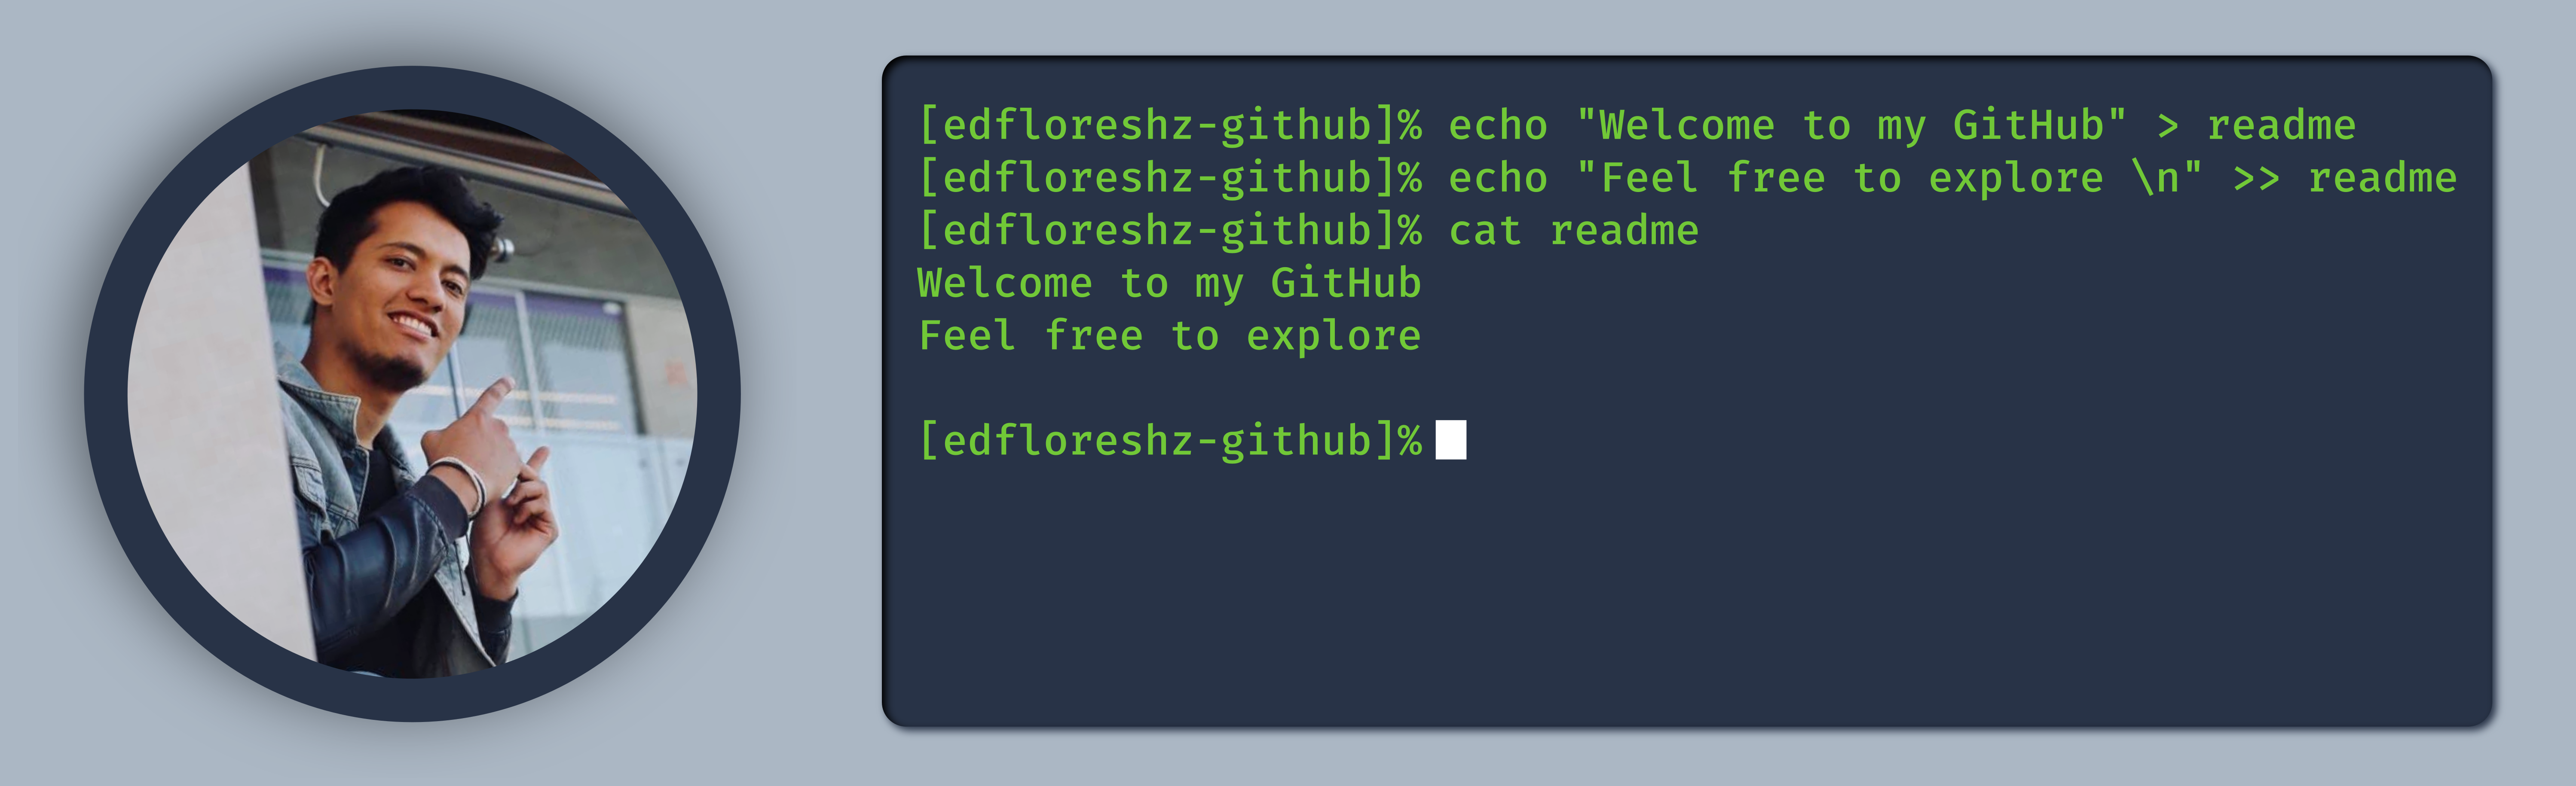 [edfloreshz-github]% echo "Welcome to my GitHub" > readme
[edfloreshz-github]% echo "Feel free to explore \n" >> readme
[edfloreshz-github]% cat readme
Welcome to my GitHub
Feel free to explore
[edfloreshz-github]%